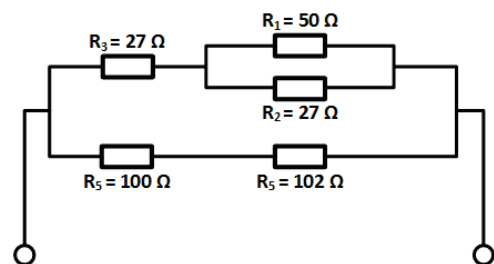 R₁ = 50 Ω
R₃ = 27 Ω
R₂ = 27 Ω
R₅ = 100 Ω
R₅ = 102 Ω